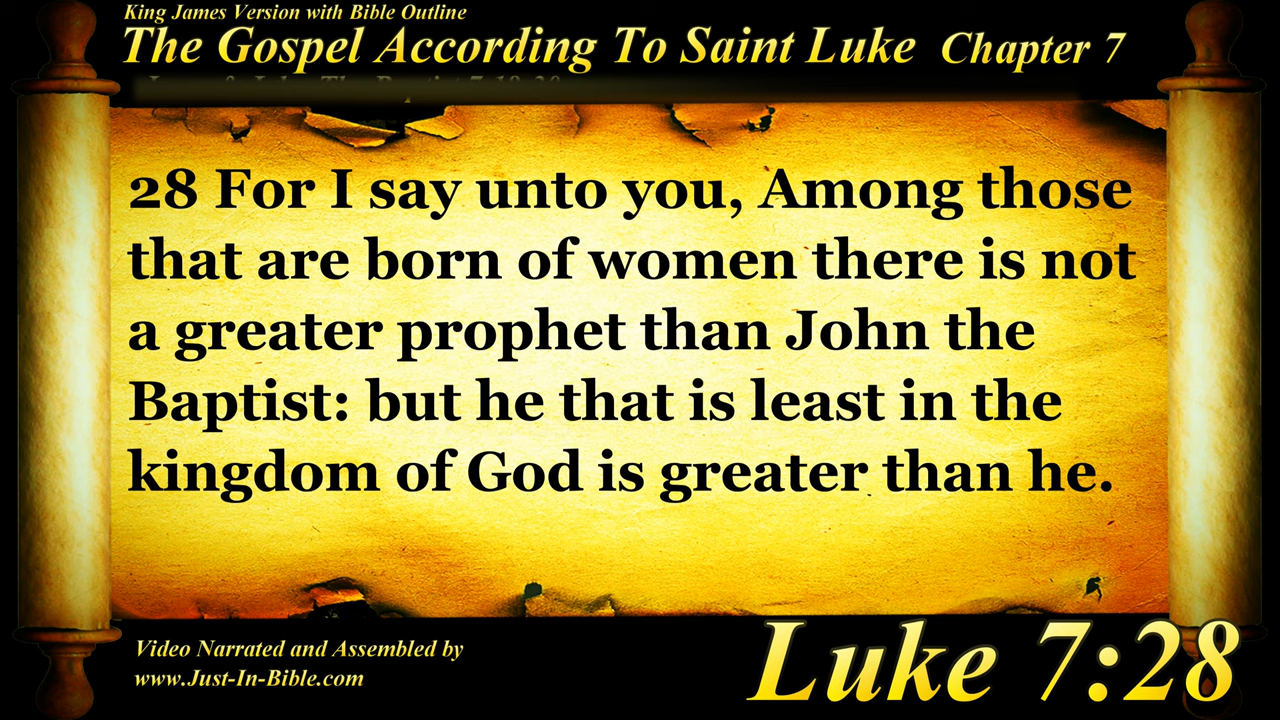 King James Version with Bible Outline
The Gospel According To Saint Luke Chapter 7
28 For I say unto you, Among those
that are born of women there is not
a greater prophet than John the
Baptist: but he that is least in the
kingdom of God is greater than he.
Video Narrated and Assembled by
www.Just-In-Bible.com
Luke 7:28